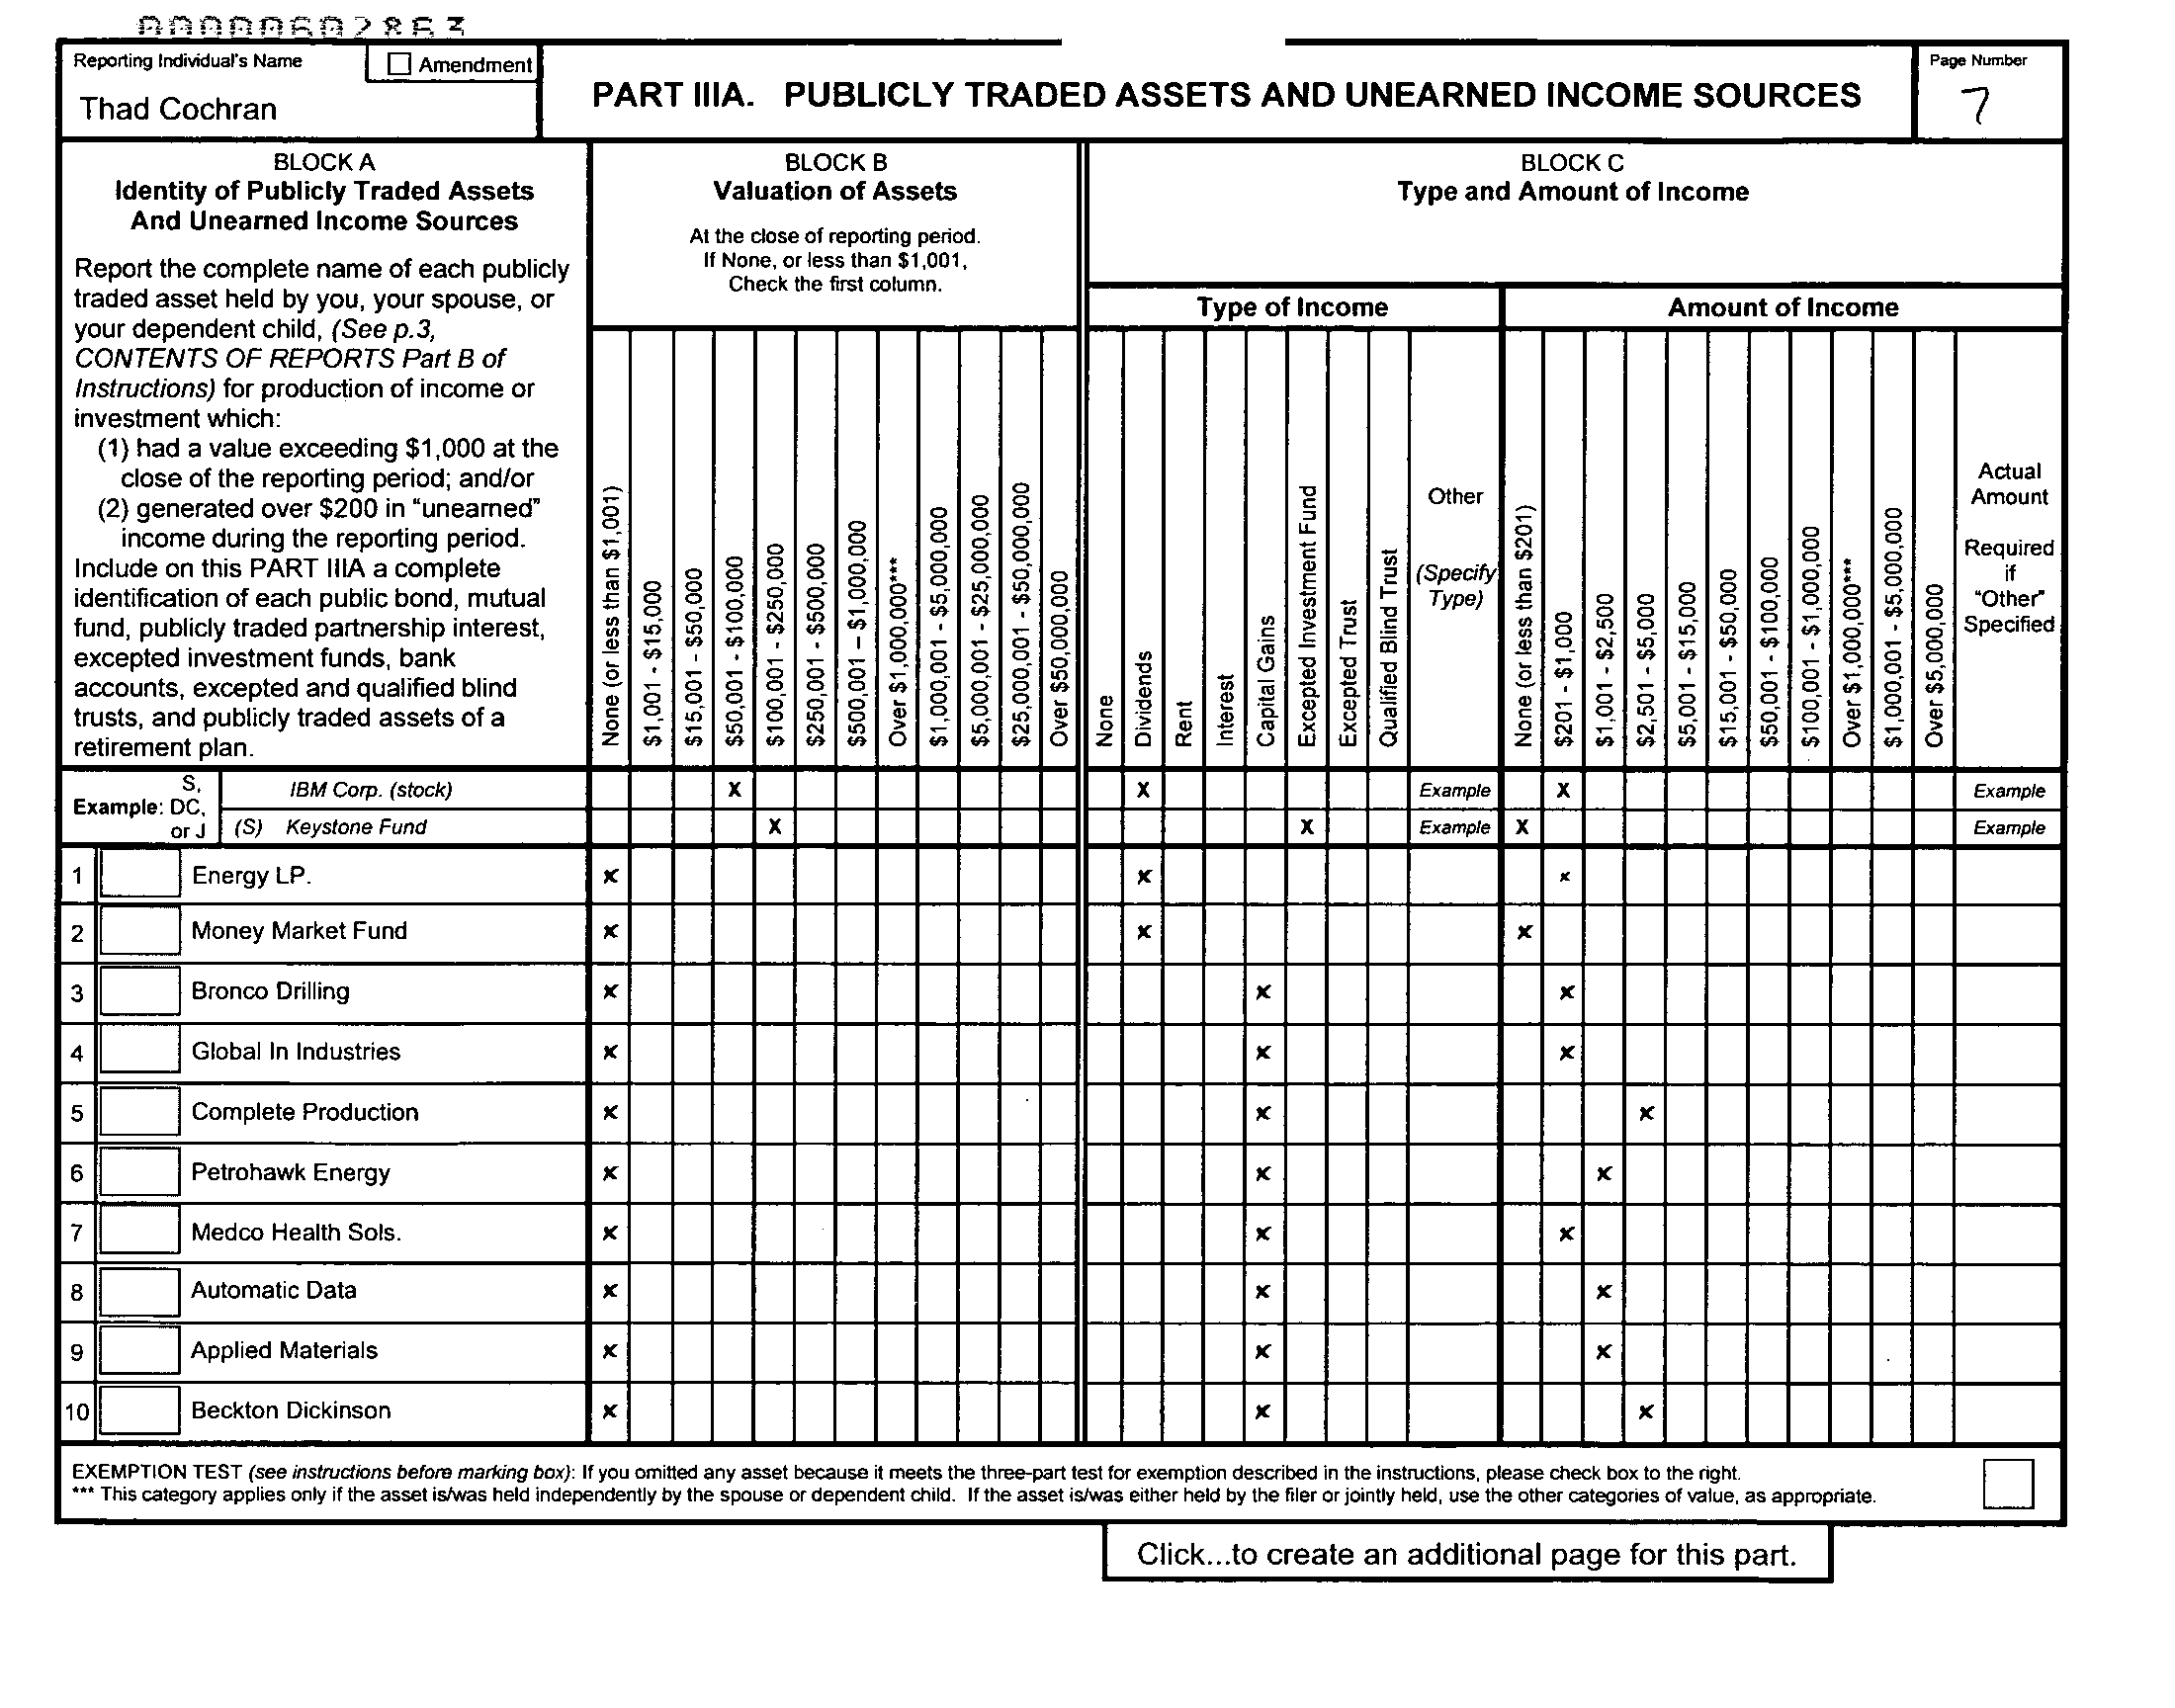 00000602863
Reporting Individual's Name
Amendment
Thad Cochran
PART IIIA. PUBLICLY TRADED ASSETS AND UNEARNED INCOME SOURCES
Page Number
7
BLOCK A
Identity of Publicly Traded Assets
And Unearned Income Sources
Report the complete name of each publicly
traded asset held by you, your spouse, or
your dependent child, (See p.3,
CONTENTS OF REPORTS Part B of
Instructions) for production of income or
investment which:
(1) had a value exceeding $1,000 at the
close of the reporting period; and/or
(2) generated over $200 in “unearned”
income during the reporting period.
Include on this PART IIIA a complete
identification of each public bond, mutual
fund, publicly traded partnership interest,
excepted investment funds, bank
accounts, excepted and qualified blind
trusts, and publicly traded assets of a
retirement plan.
BLOCK B
Valuation of Assets
At the close of reporting period.
If None, or less than $1,001,
Check the first column.
None (or less than $1,001)
$1,001 - $15,000
$15,001 - $50,000
$50,001 - $100,000
$100,001 - $250,000
$250,001 - $500,000
$500,001 – $1,000,000
Over $1,000,000***
$1,000,001 - $5,000,000
$5,000,001 - $25,000,000
$25,000,001 - $50,000,000
Over $50,000,000
BLOCK C
Type and Amount of Income
Type of Income
None
Dividends
Rent
Interest
Capital Gains
Excepted Investment Fund
Excepted Trust
Qualified Blind Trust
Other
(Specify
Type)
Amount of Income
None (or less than $201)
$201 - $1,000
$1,001 - $2,500
$2,501 - $5,000
$5,001 - $15,000
$15,001 - $50,000
$50,001 - $100,000
$100,001 - $1,000,000
Over $1,000,000***
$1,000,001 - $5,000,000
Over $5,000,000
Actual
Amount
Required
if
“Other”
Specified
Example: S, DC, or J
IBM Corp. (stock) X X Example X Example
(S) Keystone Fund X X Example X Example
1 Energy LP. x x x
2 Money Market Fund x x x
3 Bronco Drilling x x x
4 Global In Industries x x x
5 Complete Production x x x
6 Petrohawk Energy x x x
7 Medco Health Sols. x x x
8 Automatic Data x x x
9 Applied Materials x x x
10 Beckton Dickinson x x x
EXEMPTION TEST (see instructions before marking box): If you omitted any asset because it meets the three-part test for exemption described in the instructions, please check box to the right.
*** This category applies only if the asset is/was held independently by the spouse or dependent child. If the asset is/was either held by the filer or jointly held, use the other categories of value, as appropriate.
Click...to create an additional page for this part.